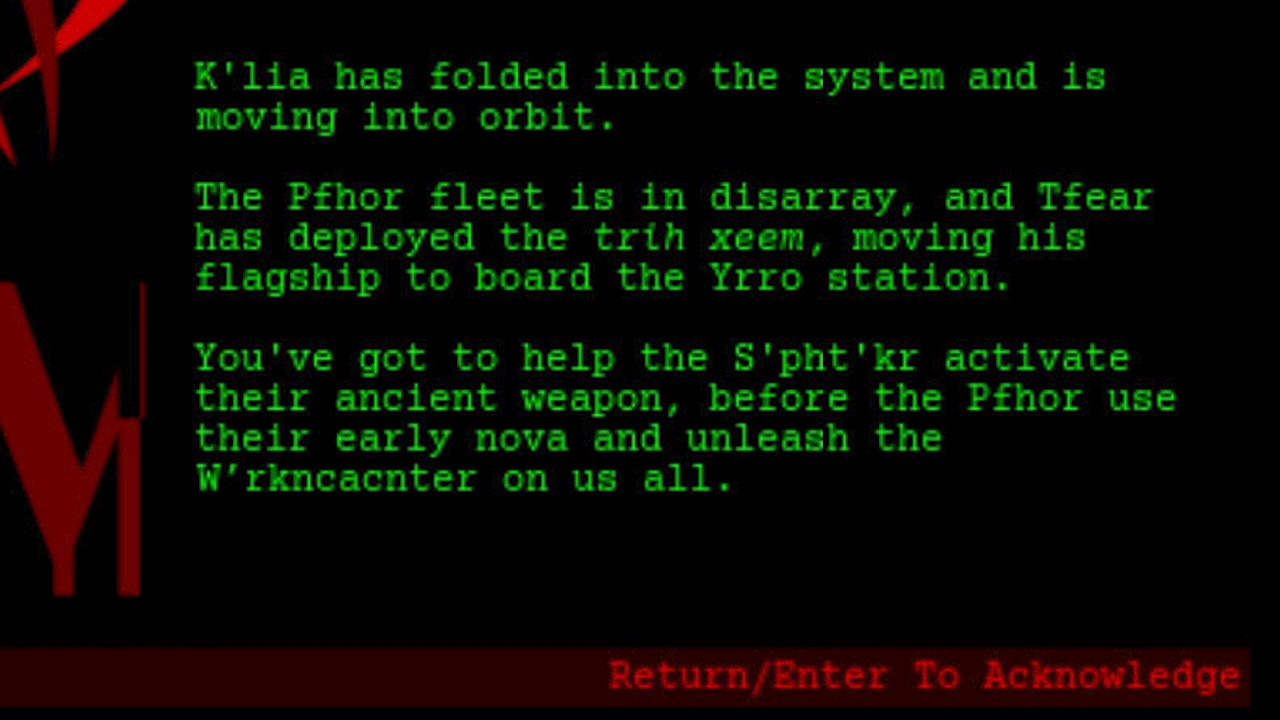 K'lia has folded into the system and is
moving into orbit.
The Pfhor fleet is in disarray, and Tfear
has deployed the trih xeem, moving his
flagship to board the Yrro station.
You've got to help the S'pht'kr activate
their ancient weapon, before the Pfhor use
their early nova and unleash the
W’rkncacnter on us all.
Return/Enter To Acknowledge